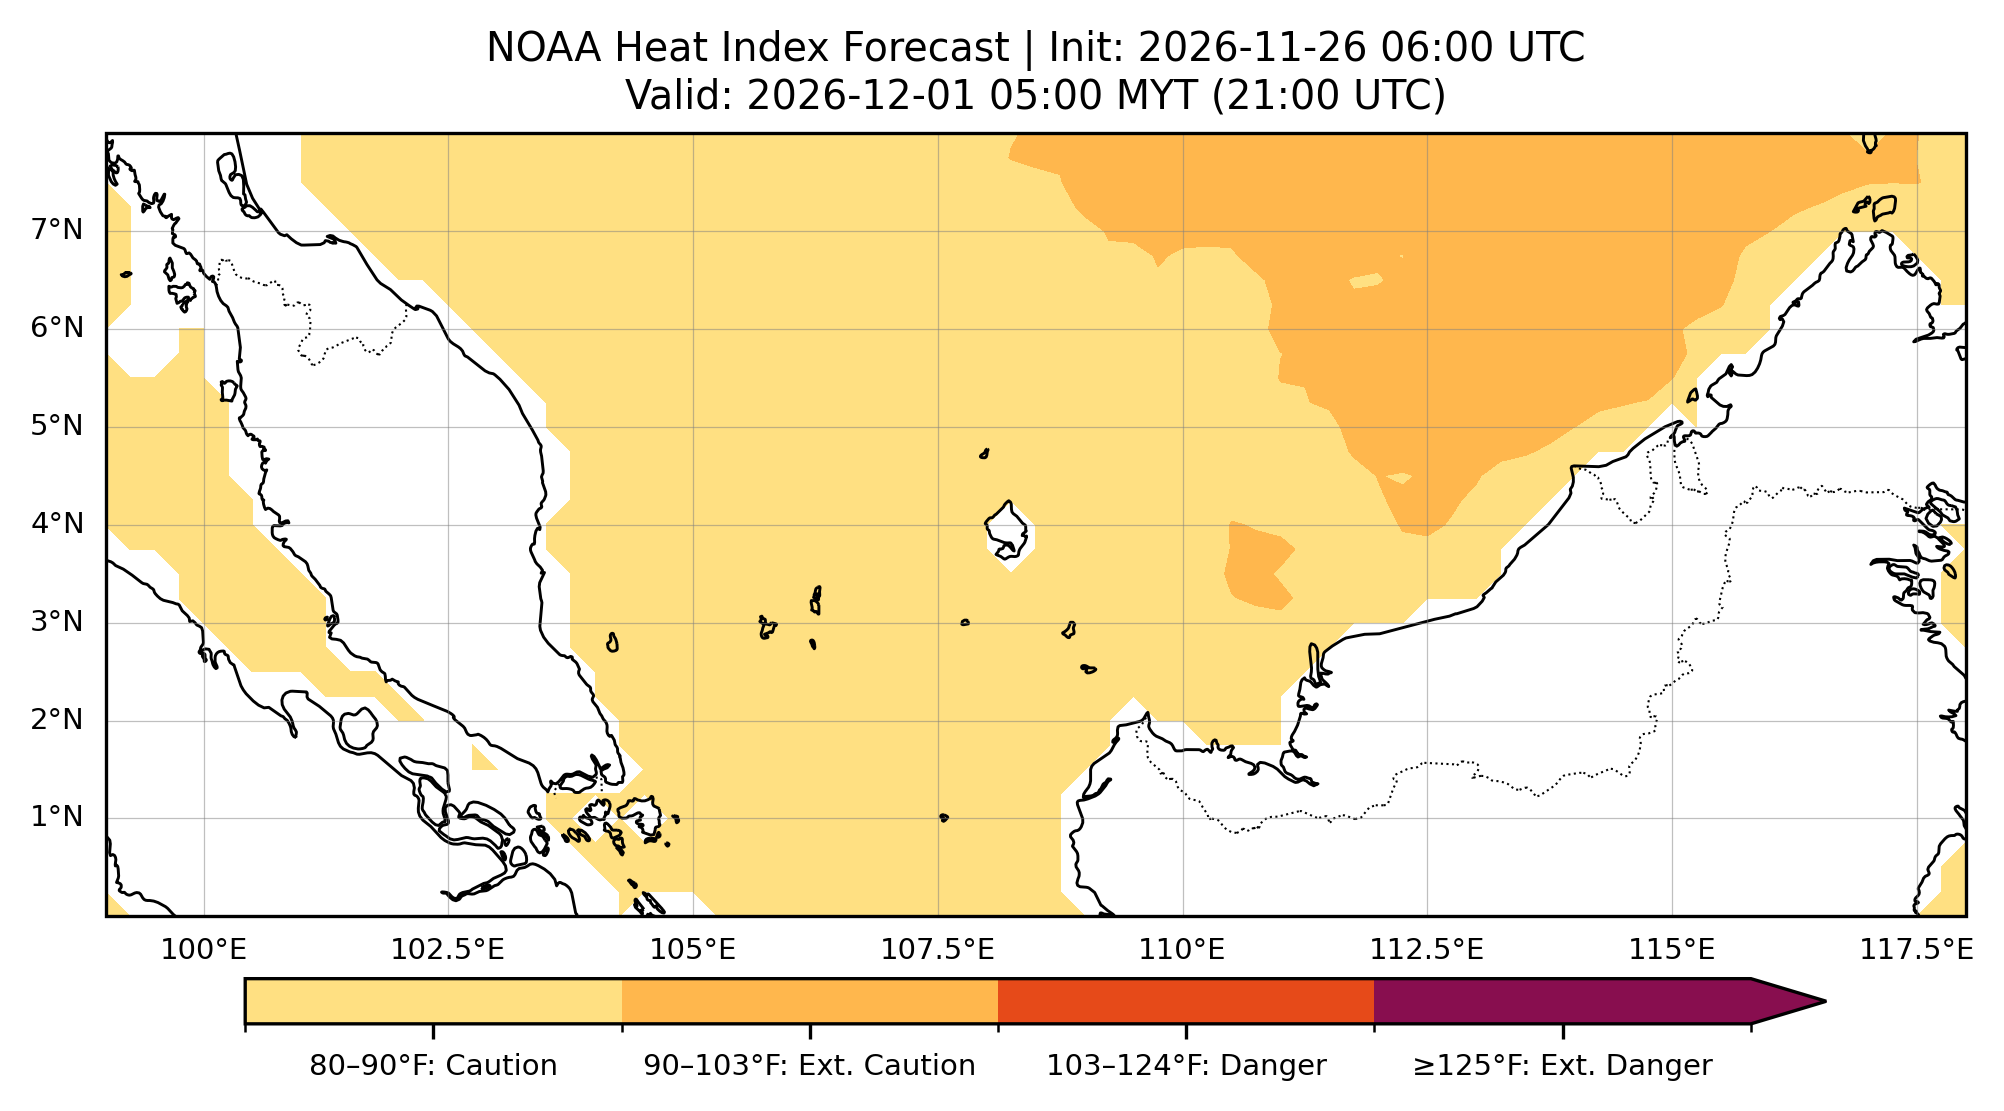 NOAA Heat Index Forecast | Init: 2026-11-26 06:00 UTC
Valid: 2026-12-01 05:00 MYT (21:00 UTC)
7°N
6°N
5°N
4°N
3°N
2°N
1°N
100°E 102.5°E 105°E 107.5°E 110°E 112.5°E 115°E 117.5°E
80–90°F: Caution 90–103°F: Ext. Caution 103–124°F: Danger ≥125°F: Ext. Danger